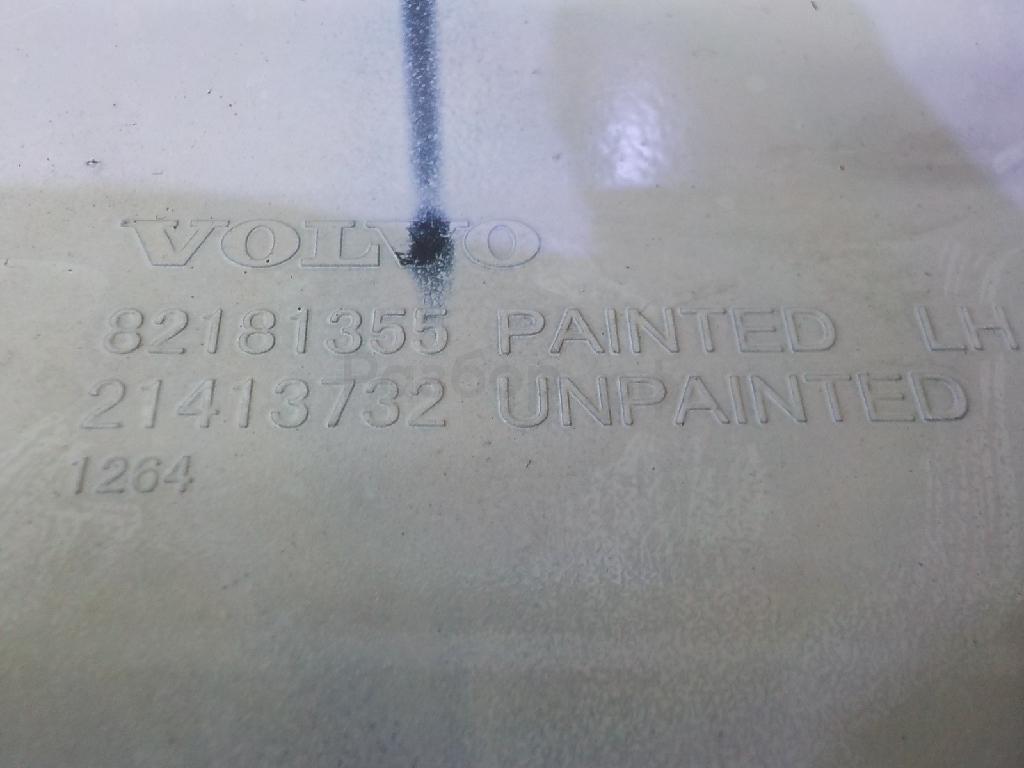 VOLVO
82181355 PAINTED LH
21413732 UNPAINTED
1264